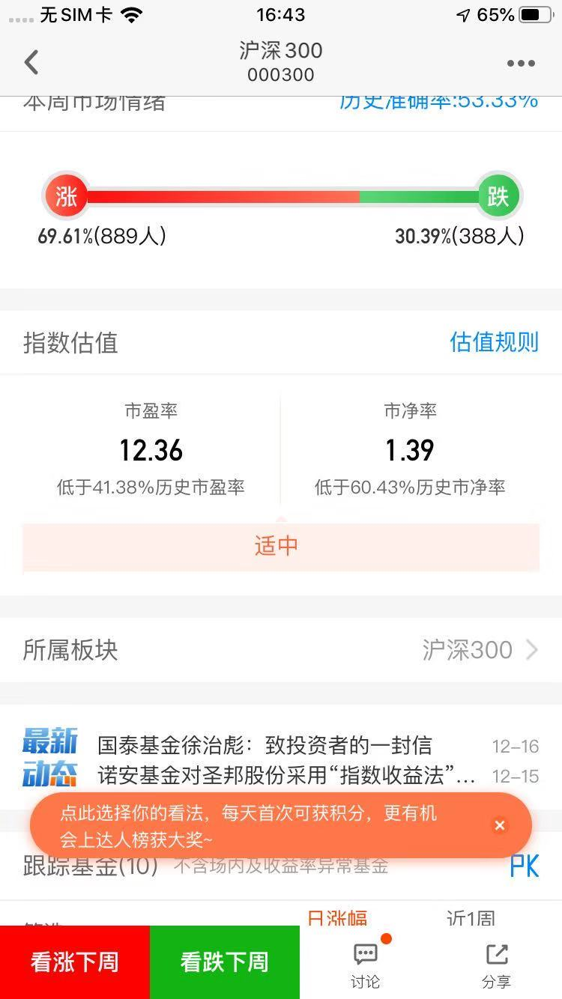 无SIM卡 16:43 65%
沪深300
000300
本周市场情绪 历史准确率:53.33%
涨 跌
69.61%(889人) 30.39%(388人)
指数估值 估值规则
市盈率 市净率
12.36 1.39
低于41.38%历史市盈率 低于60.43%历史市净率
适中
所属板块 沪深300
最新 国泰基金徐治彪：致投资者的一封信 12-16
动态 诺安基金对圣邦股份采用“指数收益法”... 12-15
点此选择你的看法，每天首次可获积分，更有机
会上达人榜获大奖~
跟踪基金(10) 不含场内及收益率异常基金 PK
日涨幅 近1周
看涨下周 看跌下周 讨论 分享